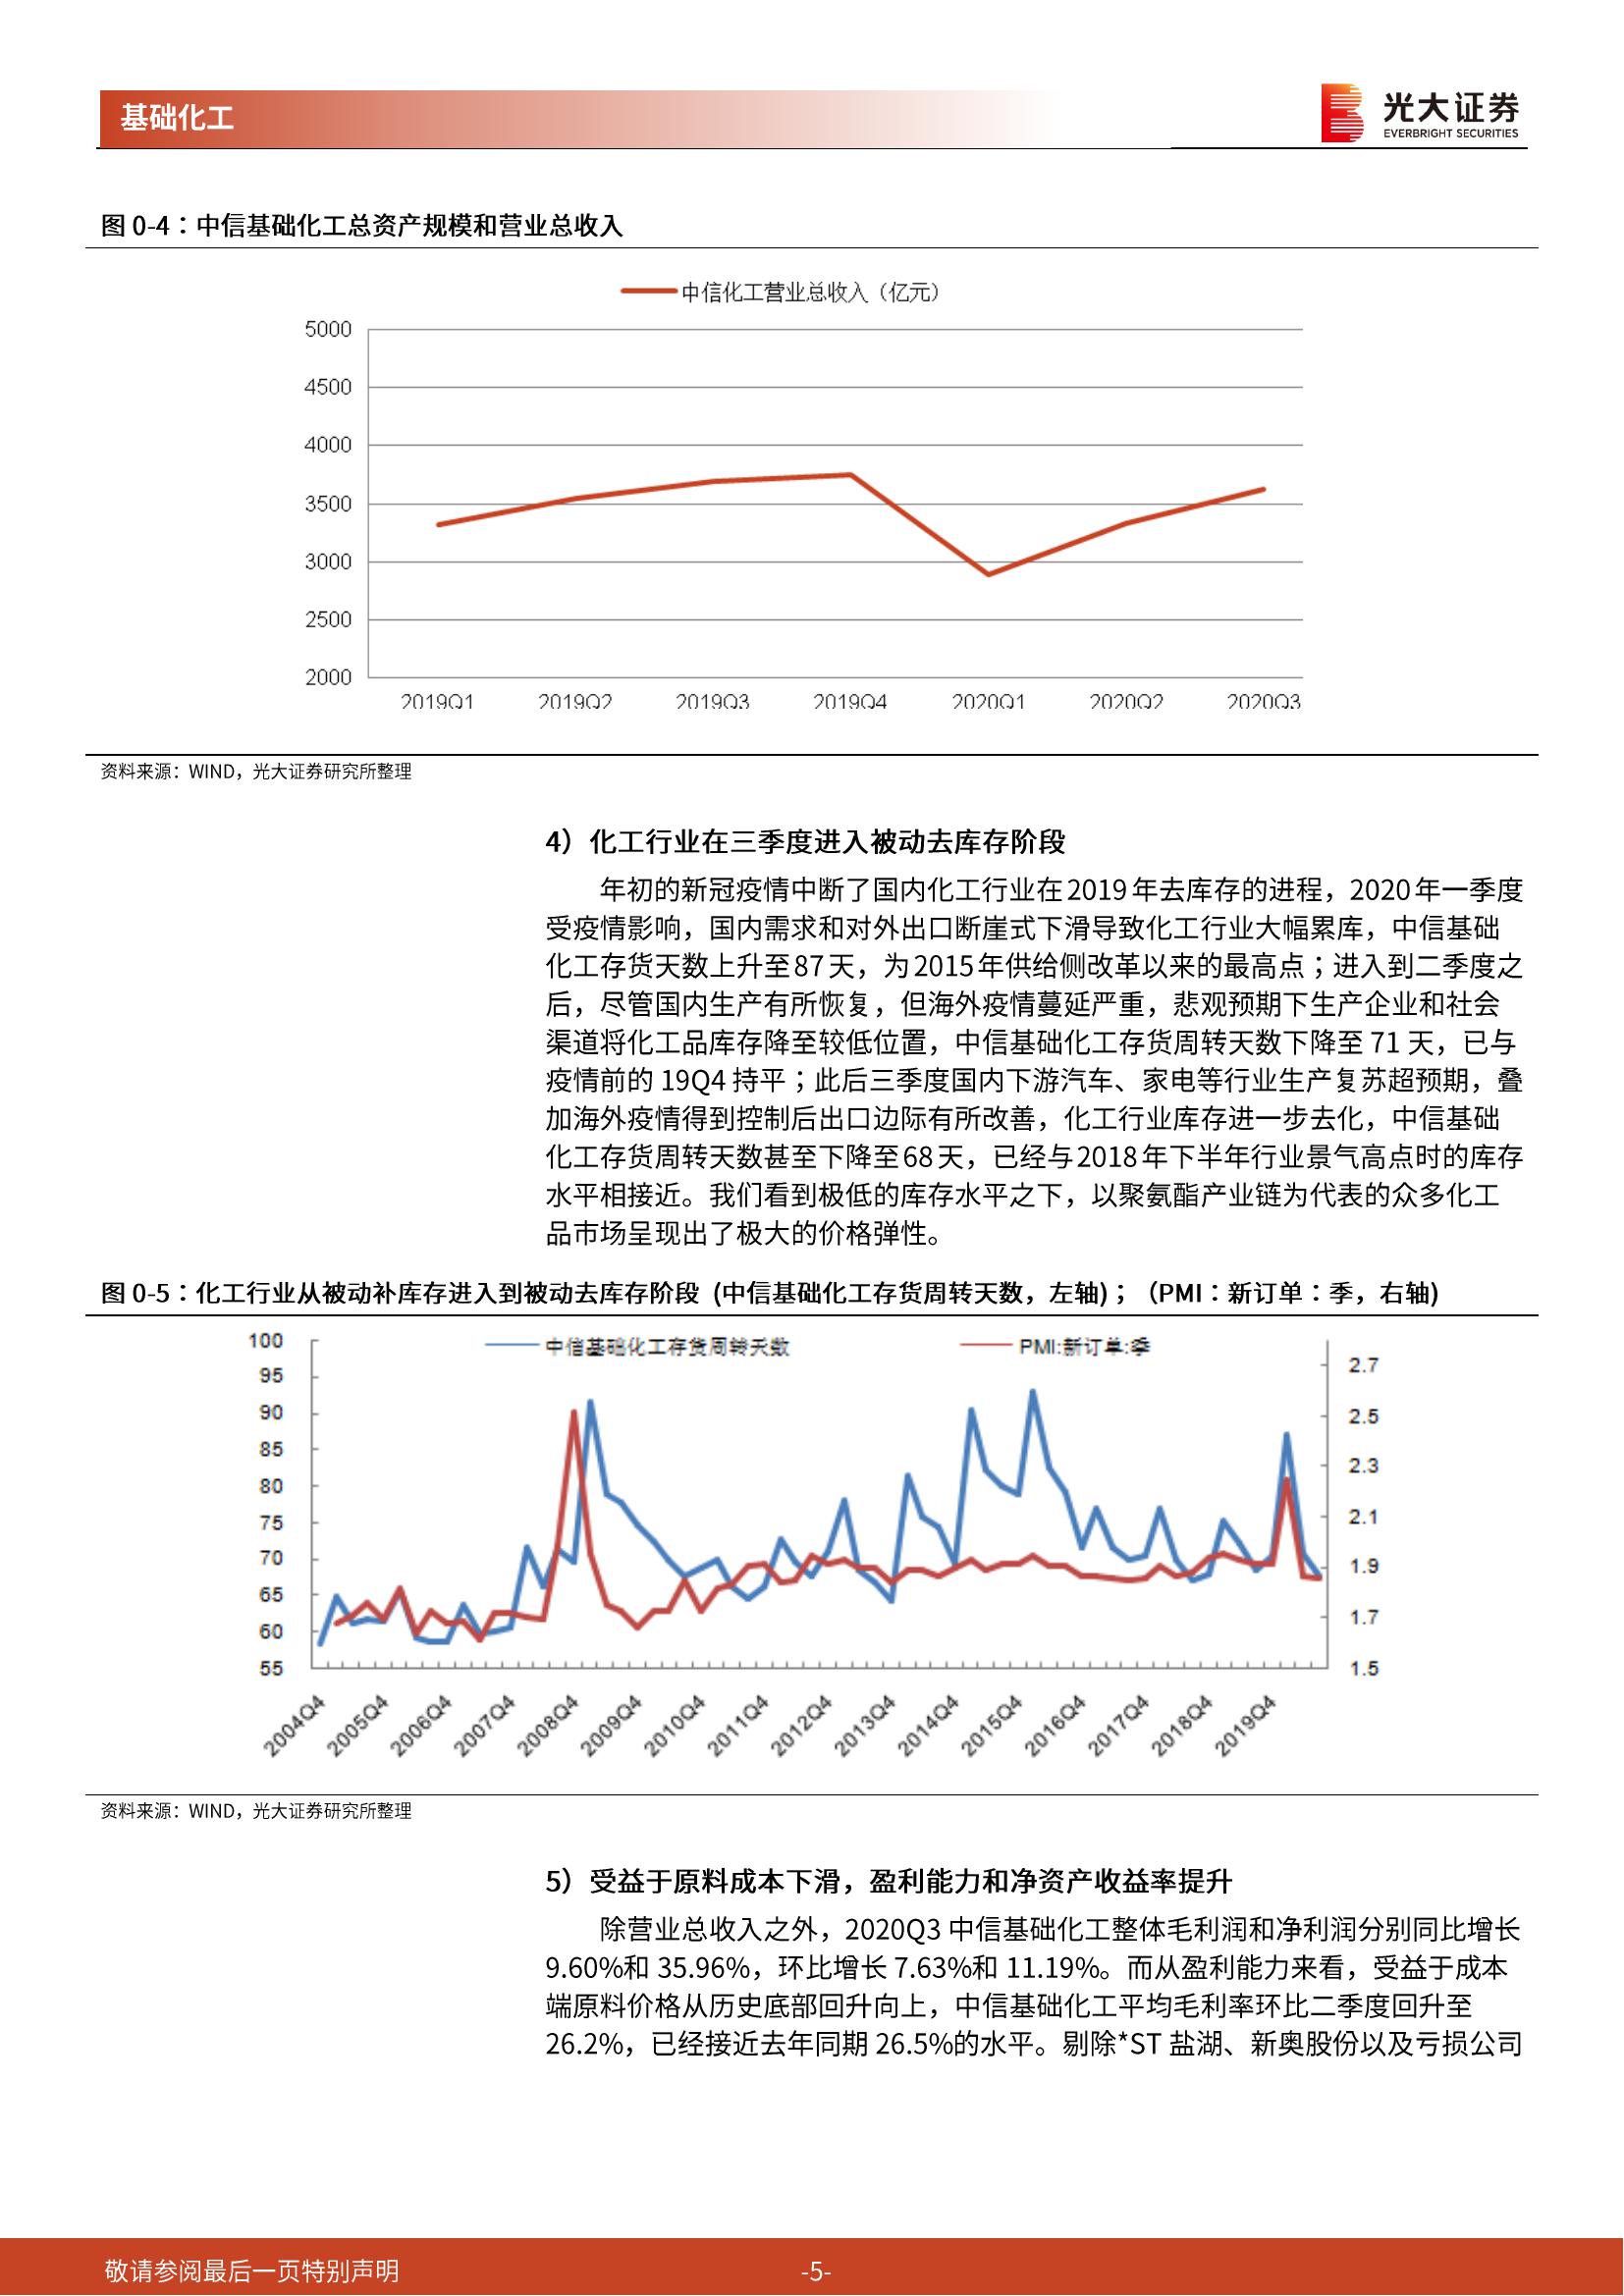 基础化工
光大证券
EVERBRIGHT SECURITIES
图 0-4：中信基础化工总资产规模和营业总收入
中信化工营业总收入（亿元）
5000
4500
4000
3500
3000
2500
2000
2019Q1 2019Q2 2019Q3 2019Q4 2020Q1 2020Q2 2020Q3
资料来源：WIND，光大证券研究所整理
4）化工行业在三季度进入被动去库存阶段
年初的新冠疫情中断了国内化工行业在2019年去库存的进程，2020年一季度
受疫情影响，国内需求和对外出口断崖式下滑导致化工行业大幅累库，中信基础
化工存货天数上升至87天，为2015年供给侧改革以来的最高点；进入到二季度之
后，尽管国内生产有所恢复，但海外疫情蔓延严重，悲观预期下生产企业和社会
渠道将化工品库存降至较低位置，中信基础化工存货周转天数下降至 71 天，已与
疫情前的 19Q4 持平；此后三季度国内下游汽车、家电等行业生产复苏超预期，叠
加海外疫情得到控制后出口边际有所改善，化工行业库存进一步去化，中信基础
化工存货周转天数甚至下降至68天，已经与2018年下半年行业景气高点时的库存
水平相接近。我们看到极低的库存水平之下，以聚氨酯产业链为代表的众多化工
品市场呈现出了极大的价格弹性。
图 0-5：化工行业从被动补库存进入到被动去库存阶段 (中信基础化工存货周转天数，左轴)；（PMI：新订单：季，右轴)
中信基础化工存货周转天数 PMI:新订单:季
100
95
90
85
80
75
70
65
60
55
2.7
2.5
2.3
2.1
1.9
1.7
1.5
2004Q4 2005Q4 2006Q4 2007Q4 2008Q4 2009Q4 2010Q4 2011Q4 2012Q4 2013Q4 2014Q4 2015Q4 2016Q4 2017Q4 2018Q4 2019Q4
资料来源：WIND，光大证券研究所整理
5）受益于原料成本下滑，盈利能力和净资产收益率提升
除营业总收入之外，2020Q3 中信基础化工整体毛利润和净利润分别同比增长
9.60%和 35.96%，环比增长 7.63%和 11.19%。而从盈利能力来看，受益于成本
端原料价格从历史底部回升向上，中信基础化工平均毛利率环比二季度回升至
26.2%，已经接近去年同期 26.5%的水平。剔除*ST 盐湖、新奥股份以及亏损公司
敬请参阅最后一页特别声明
-5-